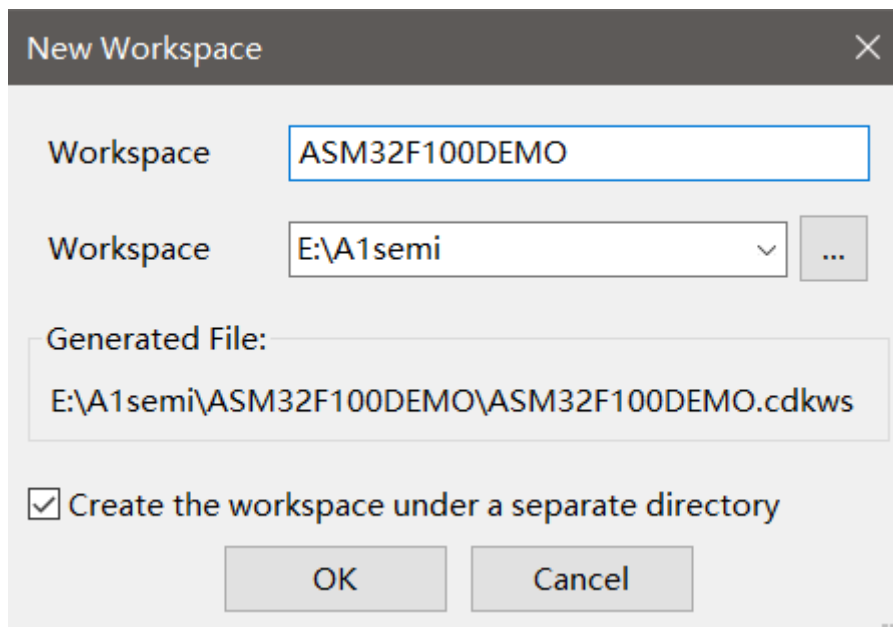 New Workspace
Workspace ASM32F100DEMO
Workspace E:\A1semi ...
Generated File:
E:\A1semi\ASM32F100DEMO\ASM32F100DEMO.cdkws
Create the workspace under a separate directory
OK Cancel